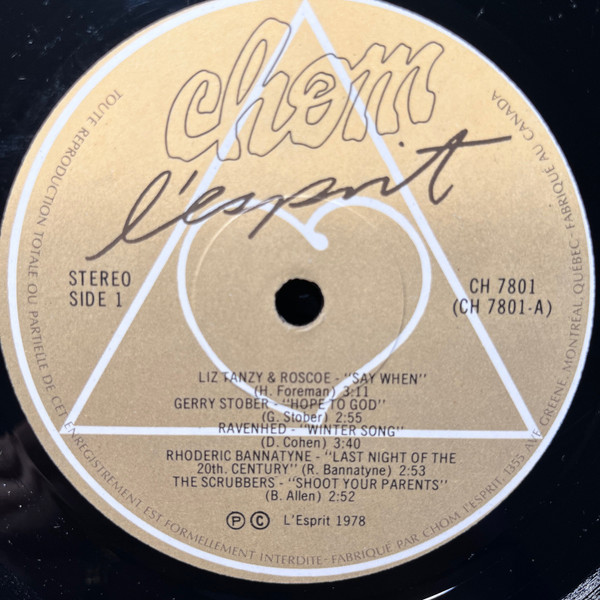 chom
l'esprit
STEREO
SIDE 1
CH 7801
(CH 7801-A)
LIZ TANZY & ROSCOE - "SAY WHEN"
(H. Foreman) 3:11
GERRY STOBER - "HOPE TO GOD"
(G. Stober) 2:55
RAVENHED - "WINTER SONG"
(D. Cohen) 3:40
RHODERIC BANNATYNE - "LAST NIGHT OF THE
20th. CENTURY" (R. Bannatyne) 2:53
THE SCRUBBERS - "SHOOT YOUR PARENTS"
(B. Allen) 2:52
Ⓟ © L'Esprit 1978
TOUTE REPRODUCTION TOTALE OU PARTIELLE DE CET ENREGISTREMENT EST FORMELLEMENT INTERDITE - FABRIQUÉ PAR CHOM L'ESPRIT, 1355 AVE. GREENE, MONTREAL, QUEBEC - FABRIQUE AU CANADA